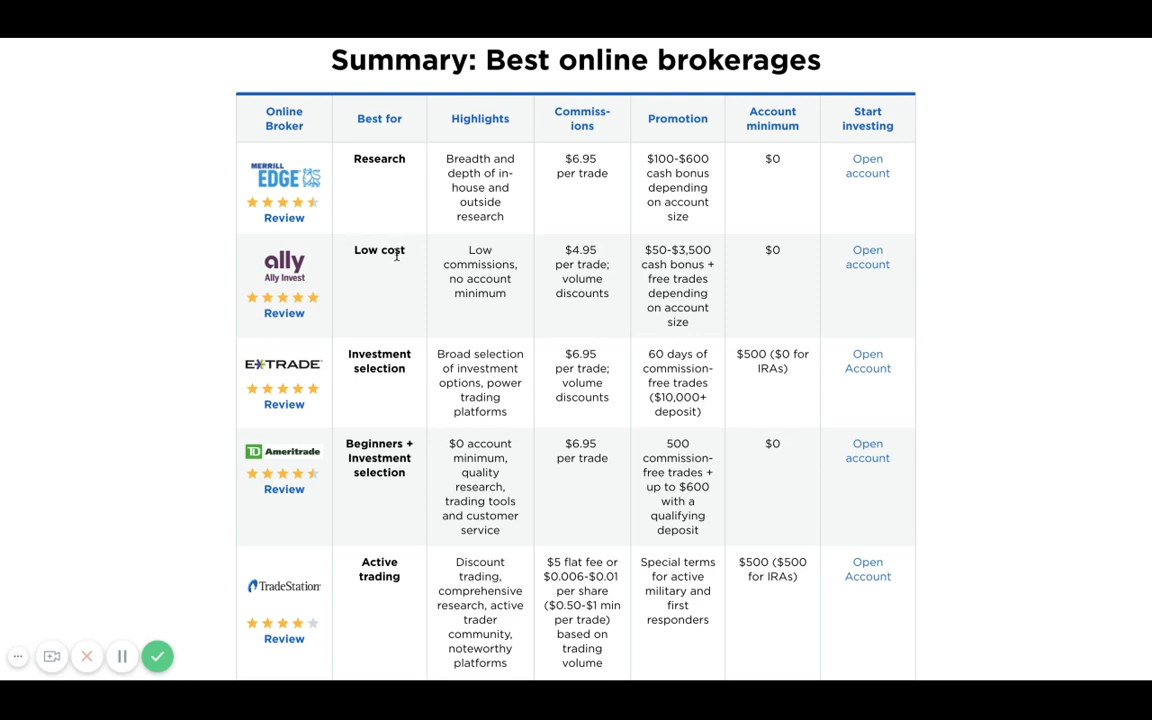 Summary: Best online brokerages
Online
Broker
Best for
Highlights
Commiss-
ions
Promotion
Account
minimum
Start
investing
MERRILL
EDGE
Review
Research
Breadth and
depth of in-
house and
outside
research
$6.95
per trade
$100-$600
cash bonus
depending
on account
size
$0
Open
account
ally
Ally Invest
Review
Low cost
Low
commissions,
no account
minimum
$4.95
per trade;
volume
discounts
$50-$3,500
cash bonus +
free trades
depending
on account
size
$0
Open
account
E*TRADE
Review
Investment
selection
Broad selection
of investment
options, power
trading
platforms
$6.95
per trade;
volume
discounts
60 days of
commission-
free trades
($10,000+
deposit)
$500 ($0 for
IRAs)
Open
Account
TD Ameritrade
Review
Beginners +
Investment
selection
$0 account
minimum,
quality
research,
trading tools
and customer
service
$6.95
per trade
500
commission-
free trades +
up to $600
with a
qualifying
deposit
$0
Open
account
TradeStation
Review
Active
trading
Discount
trading,
comprehensive
research, active
trader
community,
noteworthy
platforms
$5 flat fee or
$0.006-$0.01
per share
($0.50-$1 min
per trade)
based on
trading
volume
Special terms
for active
military and
first
responders
$500 ($500
for IRAs)
Open
Account